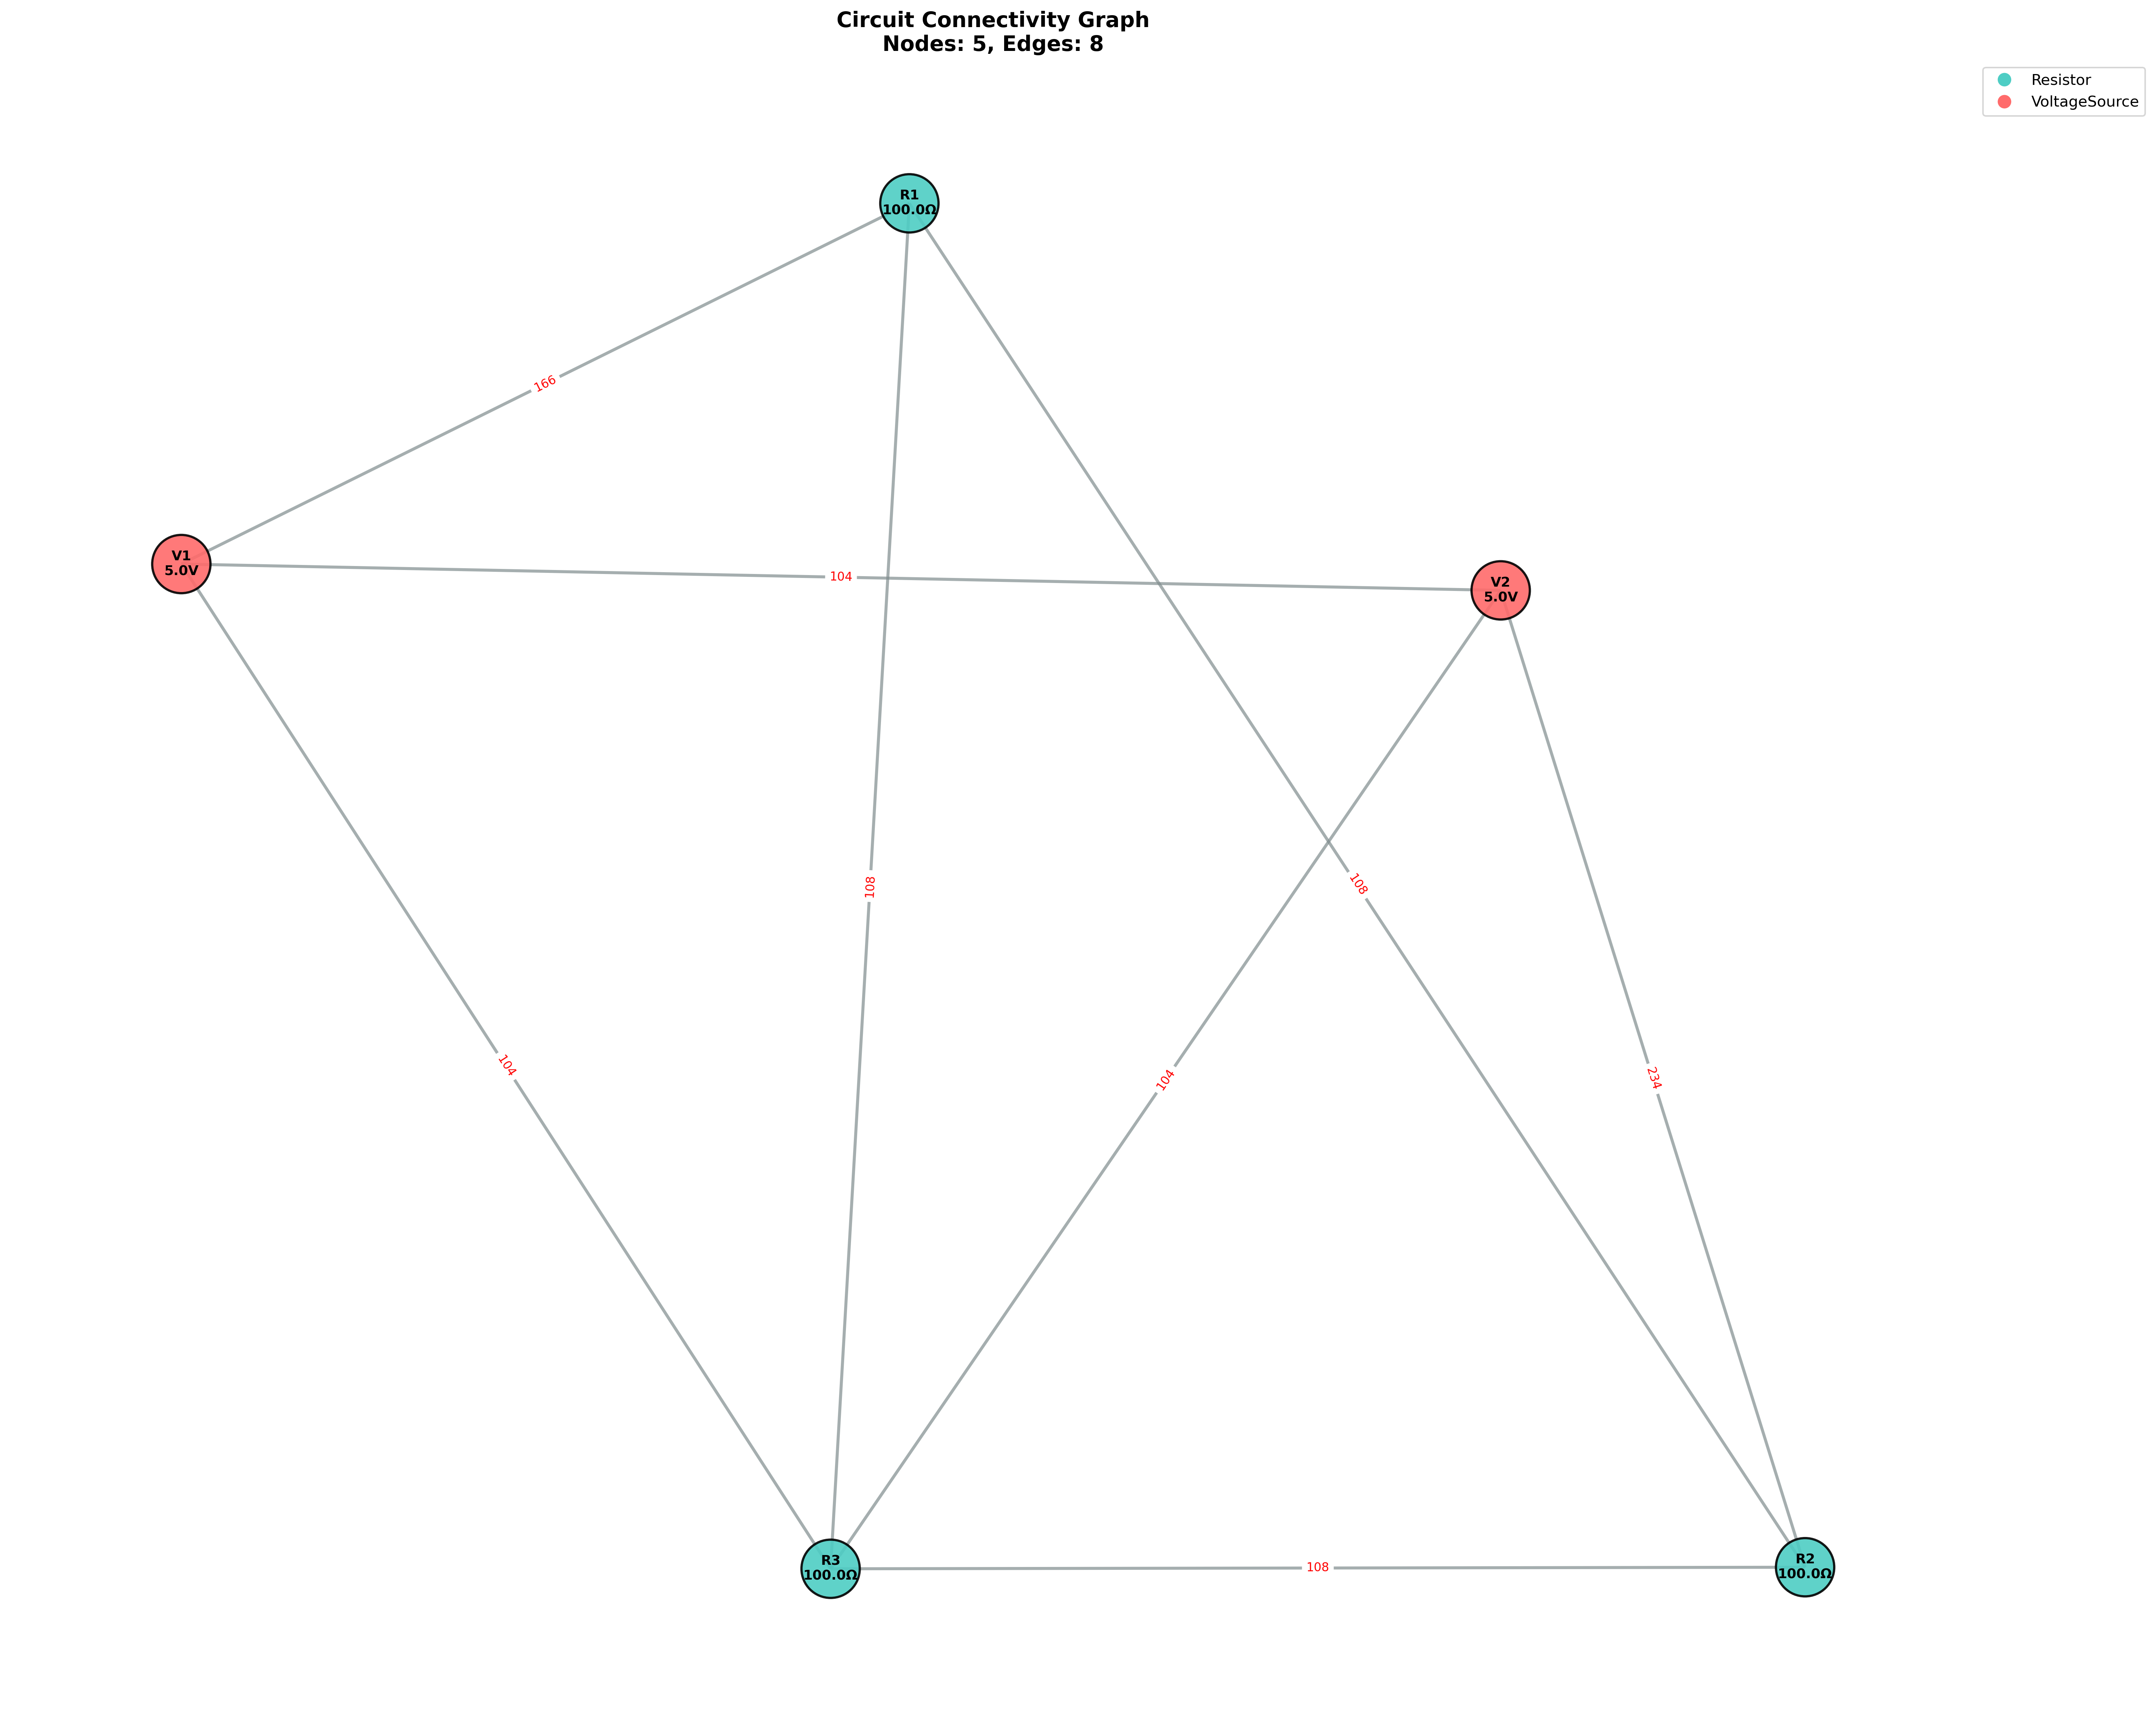 Circuit Connectivity Graph
Nodes: 5, Edges: 8
Resistor
VoltageSource
R1
100.0Ω
166
V1
5.0V
104
V2
5.0V
108
108
104
104
234
R3
100.0Ω
108
R2
100.0Ω